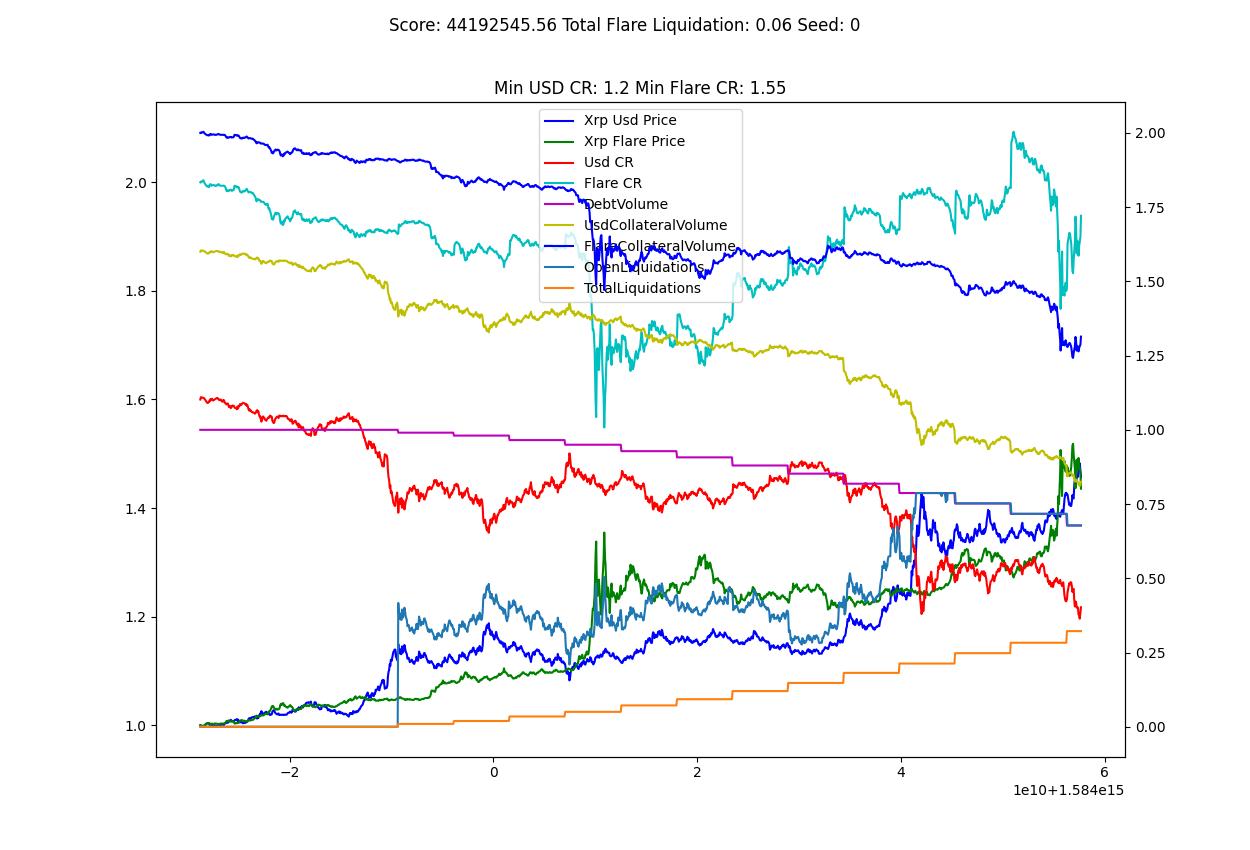 Score: 44192545.56 Total Flare Liquidation: 0.06 Seed: 0
Min USD CR: 1.2 Min Flare CR: 1.55
Xrp Usd Price
Xrp Flare Price
Usd CR
Flare CR
DebtVolume
UsdCollateralVolume
FlareCollateralVolume
OpenLiquidations
TotalLiquidations
2.0
1.8
1.6
1.4
1.2
1.0
2.00
1.75
1.50
1.25
1.00
0.75
0.50
0.25
0.00
−2
0
2
4
6
1e10+1.584e15